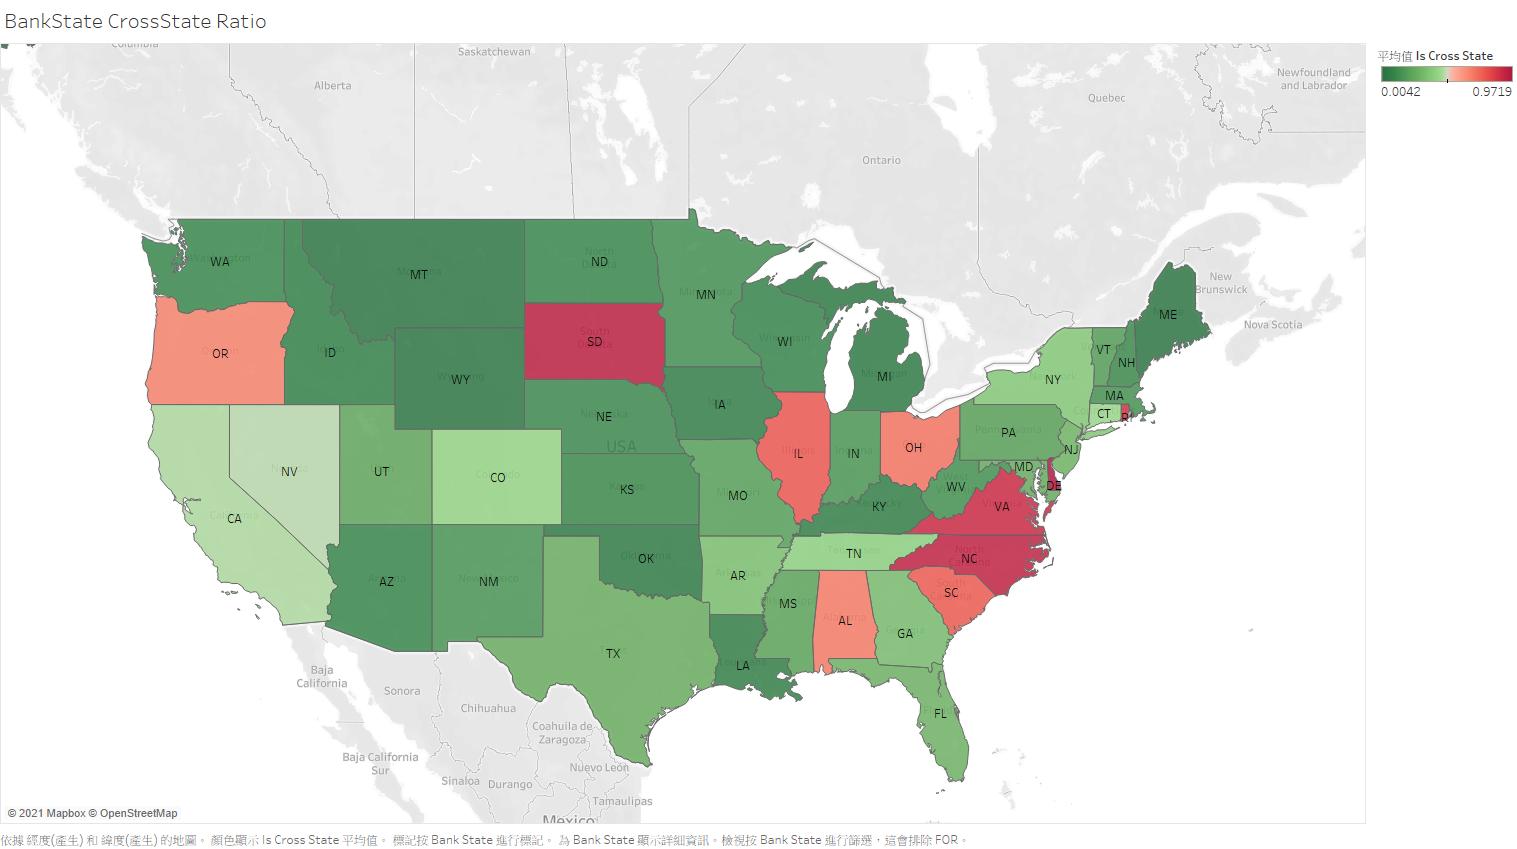 BankState CrossState Ratio
平均值 Is Cross State
0.0042
0.9719
Columbia
Alberta
Saskatchewan
Ontario
Quebec
Newfoundland
and Labrador
New
Brunswick
Nova Scotia
WA
MT
ND
MN
ME
OR
ID
SD
WI
WY
MI
VT
NH
NY
IA
NE
USA
MA
CT
RI
PA
NJ
IL
IN
OH
MD
DE
NV
UT
CO
KS
MO
WV
KY
VA
CA
AZ
NM
OK
AR
TN
NC
SC
MS
AL
GA
TX
LA
FL
Baja
California
Sonora
Chihuahua
Coahuila de
Zaragoza
Baja California
Sur
Sinaloa
Durango
Nuevo León
Tamaulipas
Mexico
© 2021 Mapbox © OpenStreetMap
依據 經度(產生) 和 緯度(產生) 的地圖。 顏色顯示 Is Cross State 平均值。 標記按 Bank State 進行標記。 為 Bank State 顯示詳細資訊。檢視按 Bank State 進行篩選，這會排除 FOR。